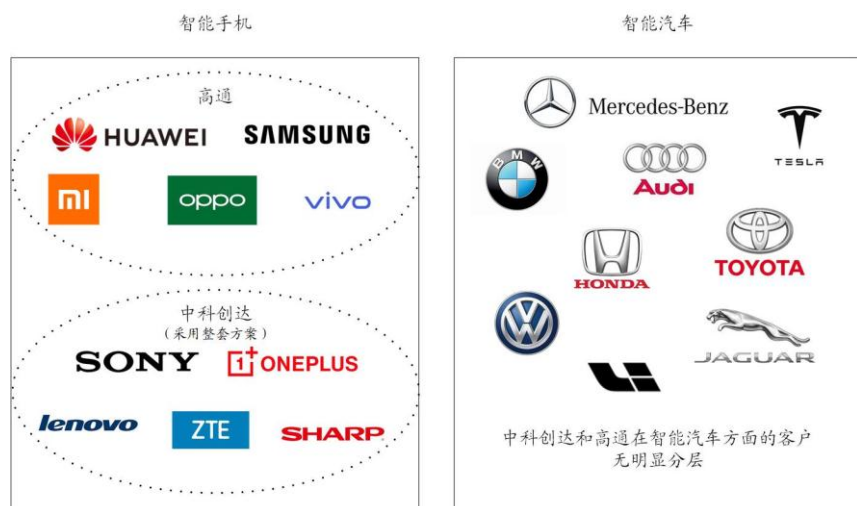 智能手机
高通
HUAWEI SAMSUNG
mi oppo vivo
中科创达
(采用整套方案)
SONY 1+ ONEPLUS
lenovo ZTE SHARP
智能汽车
Mercedes-Benz
TESLA
BMW
Audi
HONDA
TOYOTA
VW
JAGUAR
Li
中科创达和高通在智能汽车方面的客户
无明显分层